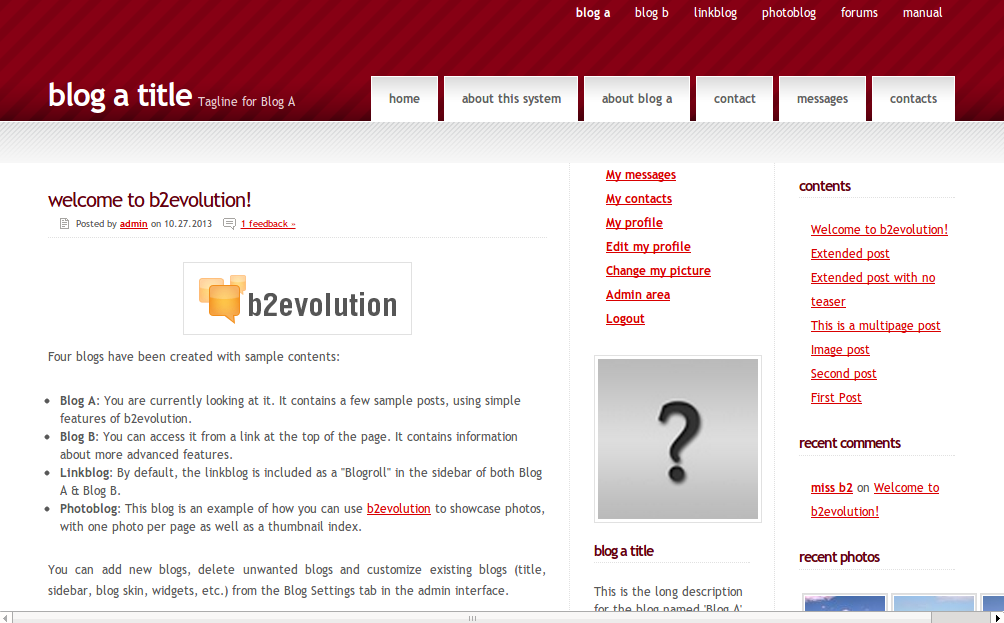 blog a blog b linkblog photoblog forums manual
blog a title Tagline for Blog A
home about this system about blog a contact messages contacts
welcome to b2evolution!
Posted by admin on 10.27.2013 1 feedback »
b2evolution
Four blogs have been created with sample contents:
Blog A: You are currently looking at it. It contains a few sample posts, using simple
features of b2evolution.
Blog B: You can access it from a link at the top of the page. It contains information
about more advanced features.
Linkblog: By default, the linkblog is included as a "Blogroll" in the sidebar of both Blog
A & Blog B.
Photoblog: This blog is an example of how you can use b2evolution to showcase photos,
with one photo per page as well as a thumbnail index.
You can add new blogs, delete unwanted blogs and customize existing blogs (title,
sidebar, blog skin, widgets, etc.) from the Blog Settings tab in the admin interface.
My messages
My contacts
My profile
Edit my profile
Change my picture
Admin area
Logout
?
blog a title
This is the long description
for the blog named 'Blog A'
contents
Welcome to b2evolution!
Extended post
Extended post with no
teaser
This is a multipage post
Image post
Second post
First Post
recent comments
miss b2 on Welcome to
b2evolution!
recent photos